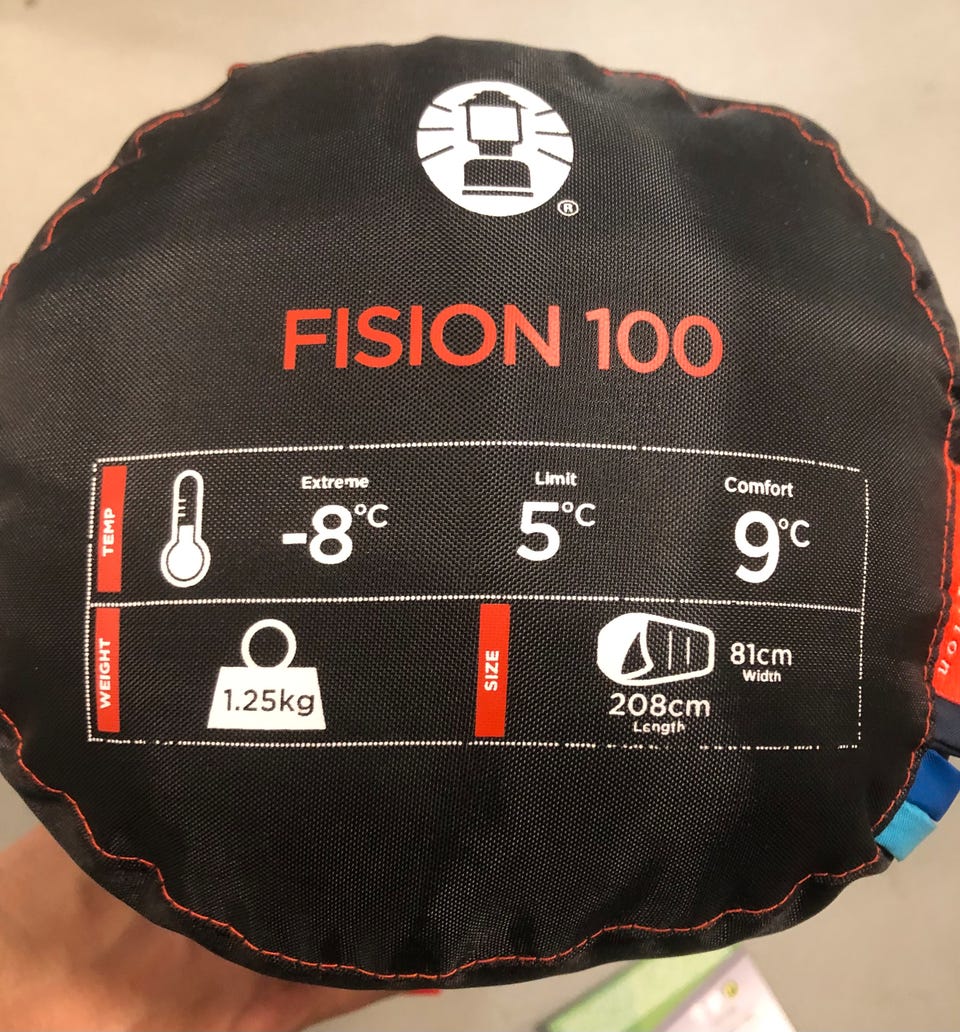 ®
FISION 100
TEMP
Extreme
-8°C
Limit
5°C
Comfort
9°C
WEIGHT
1.25kg
SIZE
81cm
Width
208cm
Length